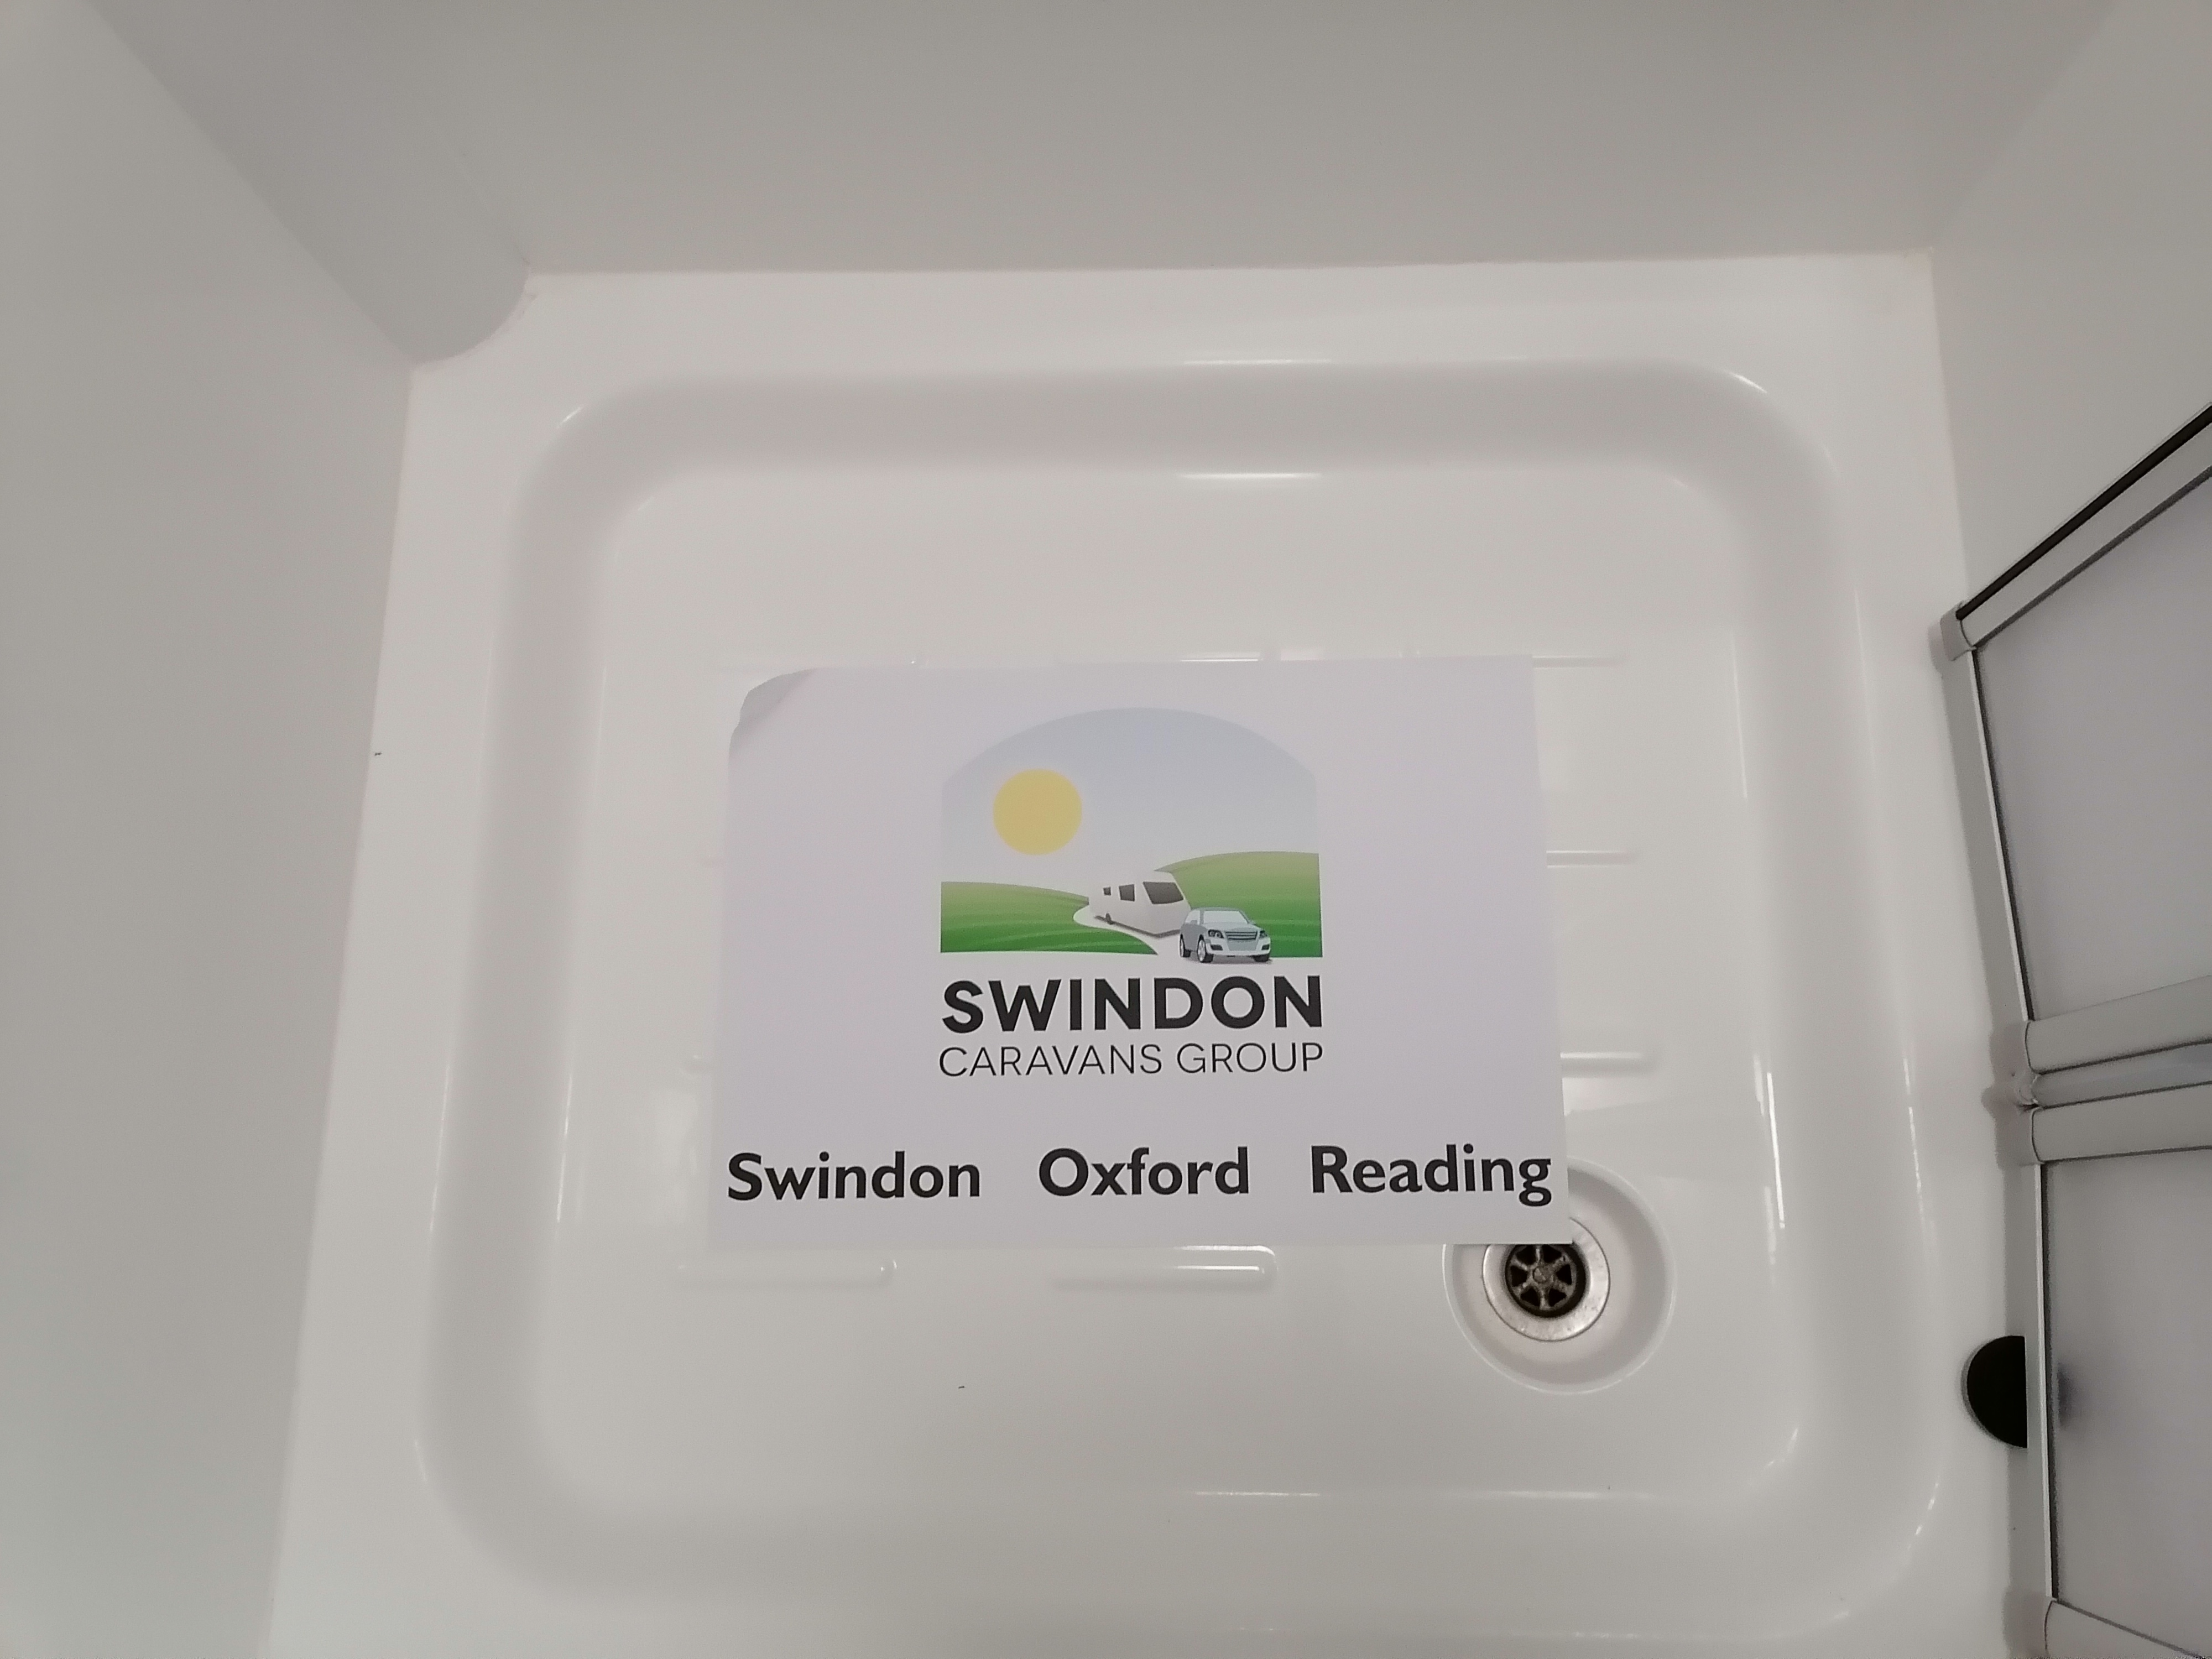 SWINDON
CARAVANS GROUP
Swindon Oxford Reading